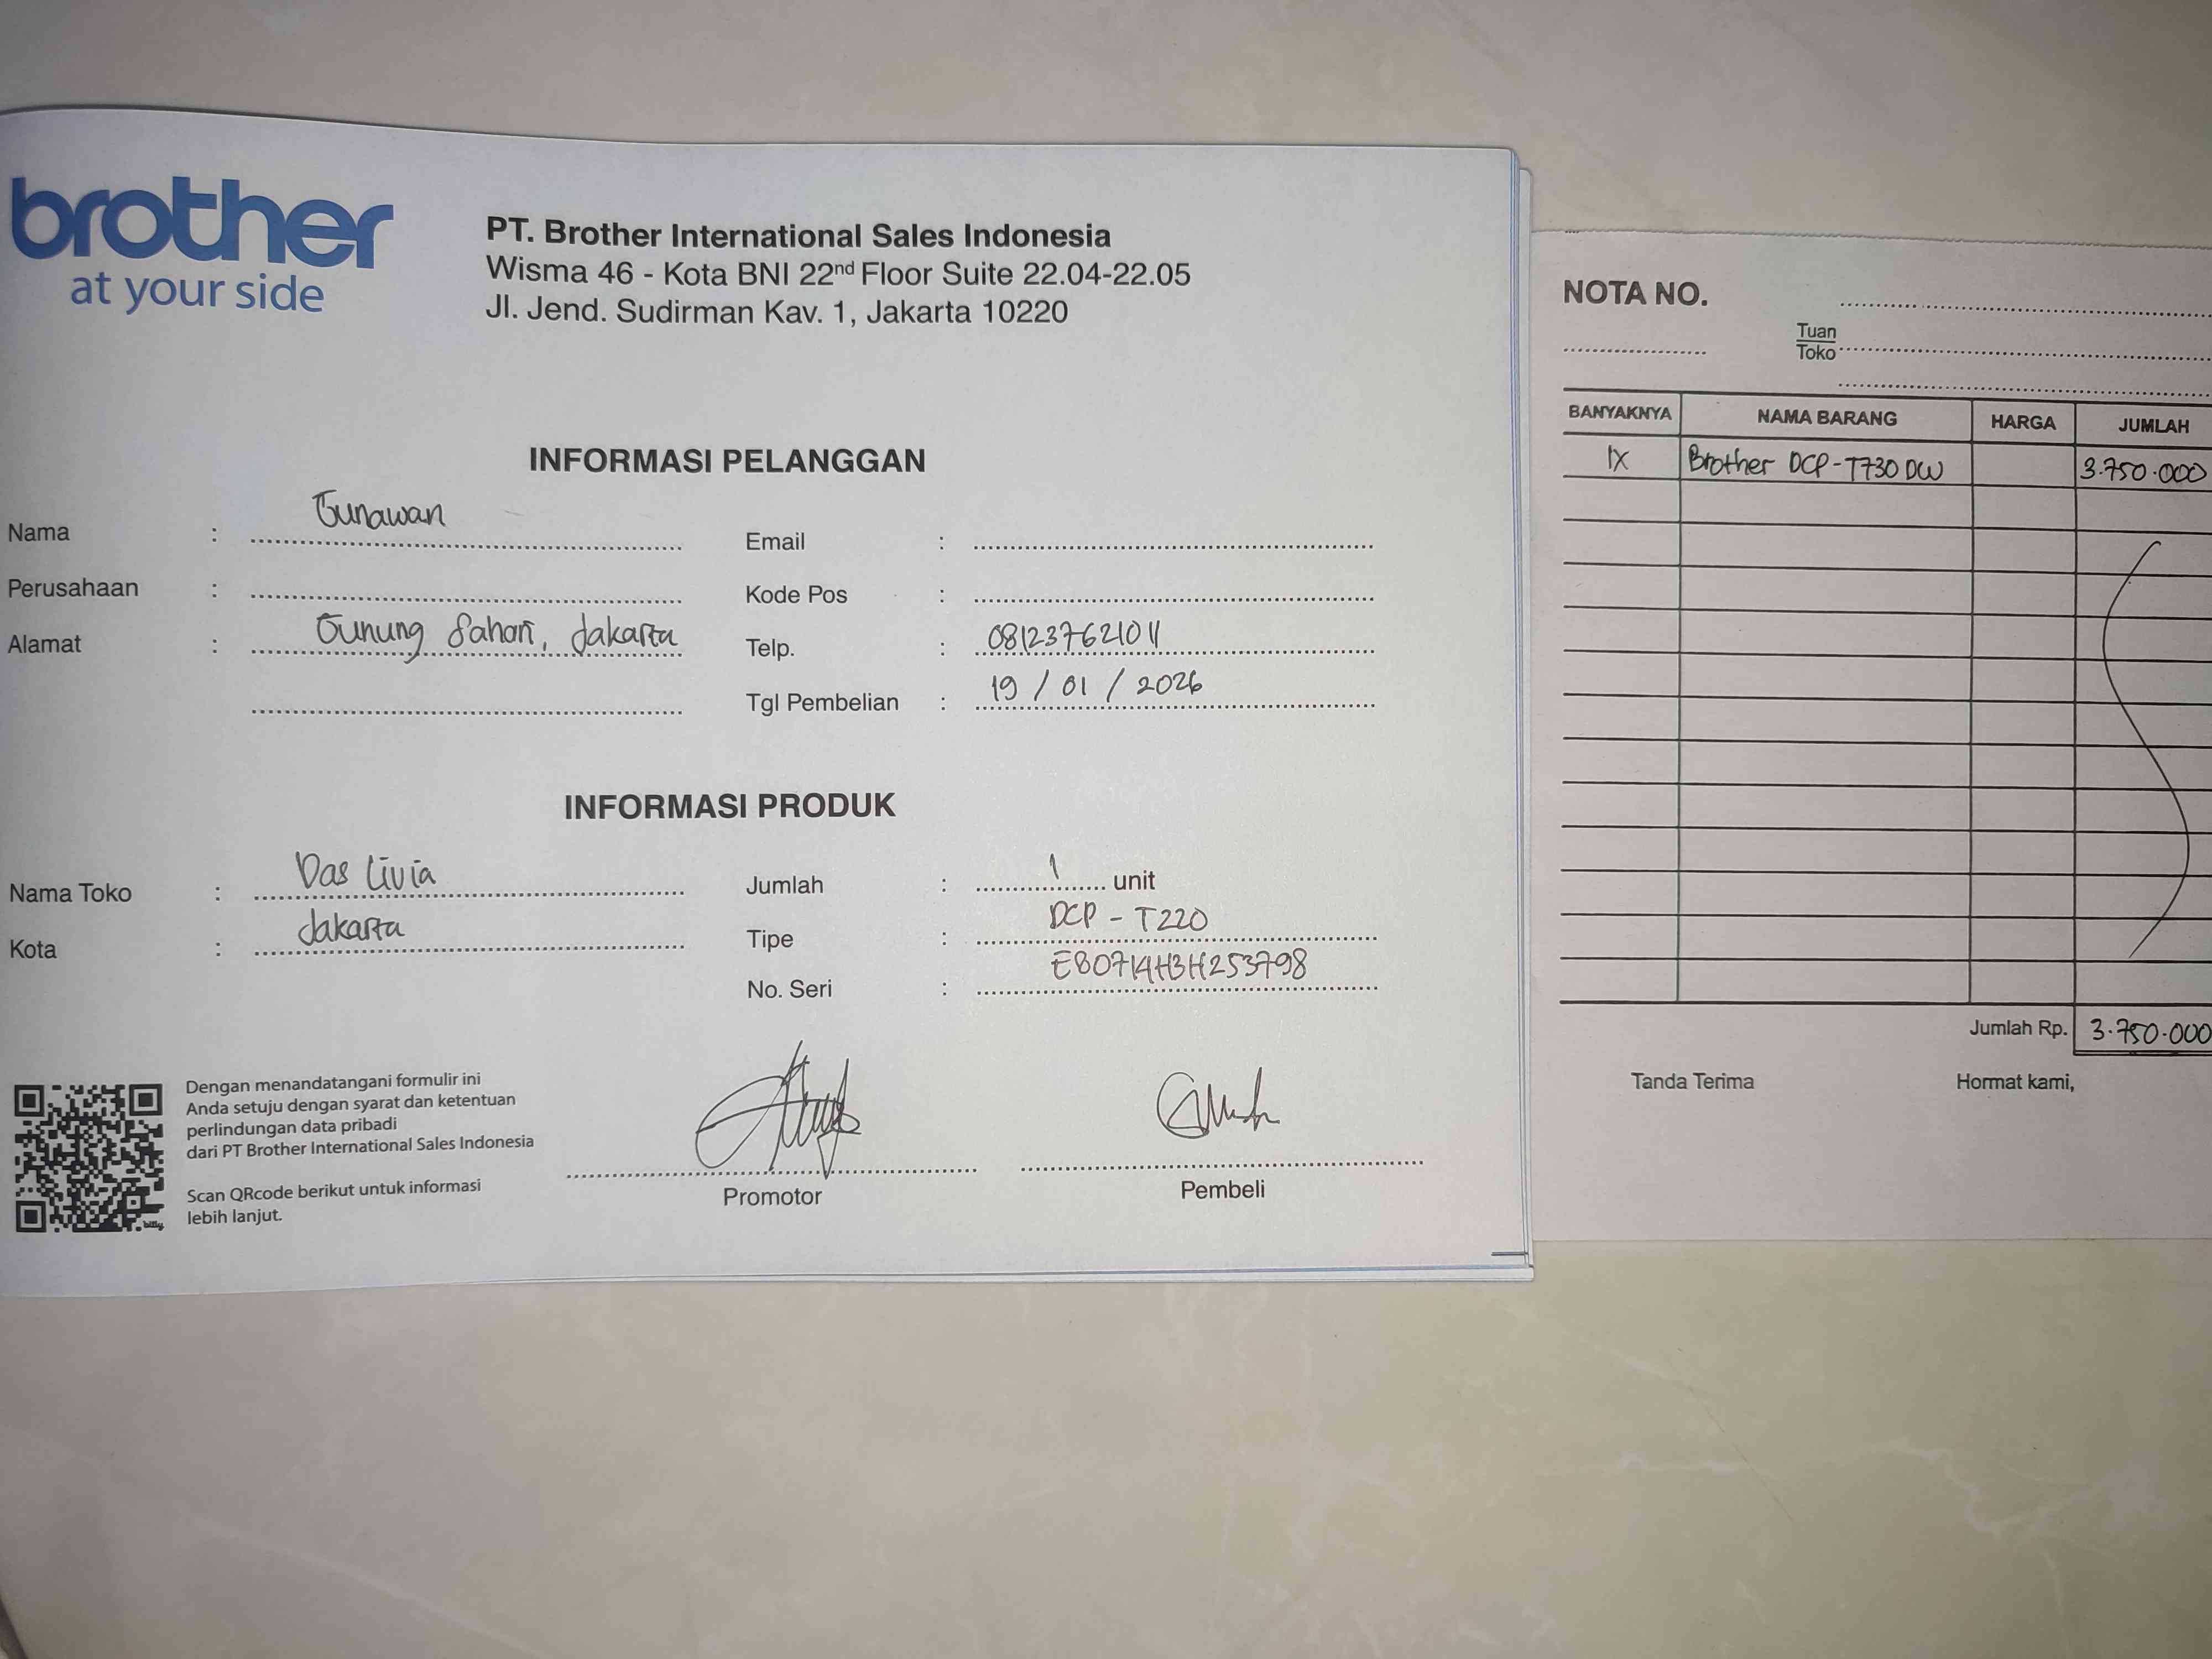 brother
at your side
PT. Brother International Sales Indonesia
Wisma 46 - Kota BNI 22nd Floor Suite 22.04-22.05
Jl. Jend. Sudirman Kav. 1, Jakarta 10220
INFORMASI PELANGGAN
Nama : Gunawan
Email :
Perusahaan :
Kode Pos :
Alamat : Gunung Sahari, Jakarta
Telp. : 081237621011
Tgl Pembelian : 19 / 01 / 2026
INFORMASI PRODUK
Nama Toko : Das Livia
Jumlah : 1 unit
Kota : Jakarta
Tipe : DCP - T220
No. Seri : E80714H3H253798
Dengan menandatangani formulir ini
Anda setuju dengan syarat dan ketentuan
perlindungan data pribadi
dari PT Brother International Sales Indonesia
Scan QRcode berikut untuk informasi
lebih lanjut.
bitly
Promotor
Pembeli
NOTA NO.
Tuan
Toko
BANYAKNYA NAMA BARANG HARGA JUMLAH
1X Brother DCP-T730DW 3.750.000
Jumlah Rp. 3.750.000
Tanda Terima Hormat kami,